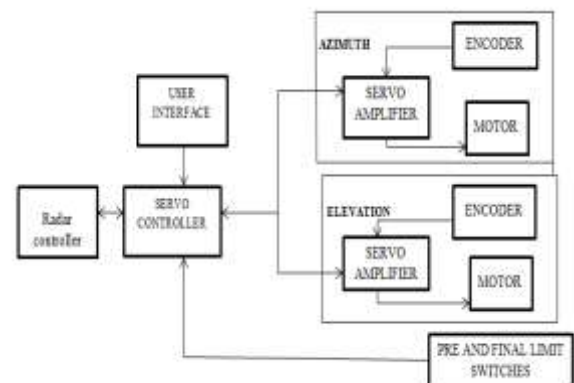 AZIMUTH
ENCODER
SERVO
AMPLIFIER
MOTOR
USER
INTERFACE
Radar
controller
SERVO
CONTROLLER
ELEVATION
ENCODER
SERVO
AMPLIFIER
MOTOR
PRE AND FINAL LIMIT
SWITCHES